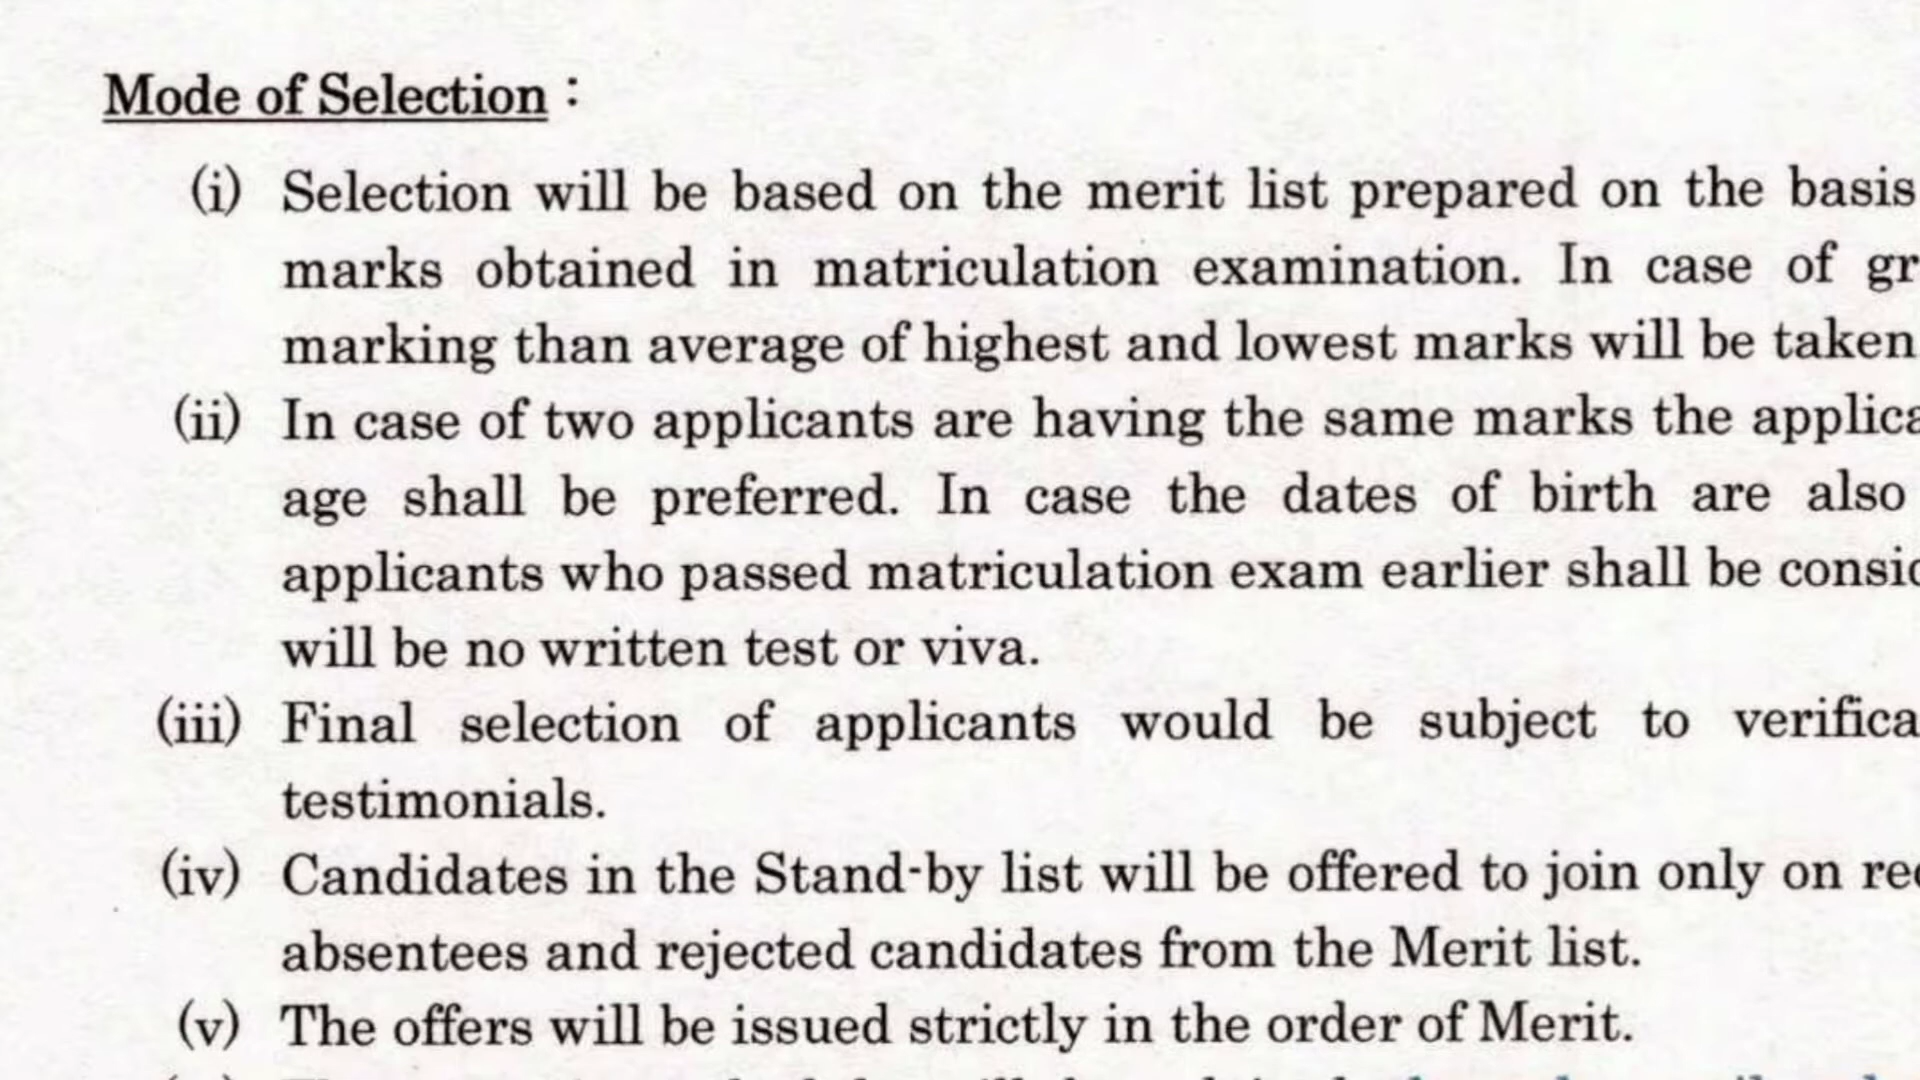 Mode of Selection :
(i) Selection will be based on the merit list prepared on the basis
marks obtained in matriculation examination. In case of gr
marking than average of highest and lowest marks will be taken
(ii) In case of two applicants are having the same marks the applica
age shall be preferred. In case the dates of birth are also
applicants who passed matriculation exam earlier shall be consid
will be no written test or viva.
(iii) Final selection of applicants would be subject to verifica
testimonials.
(iv) Candidates in the Stand-by list will be offered to join only on
absentees and rejected candidates from the Merit list.
(v) The offers will be issued strictly in the order of Merit.